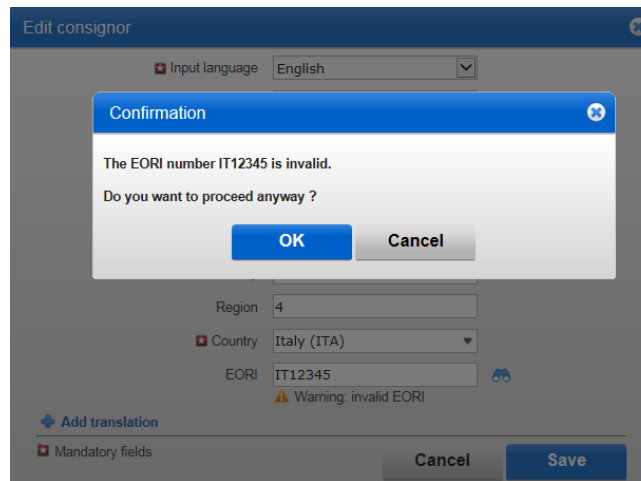 Edit consignor
Input language English
Confirmation
The EORI number IT12345 is invalid.
Do you want to proceed anyway ?
OK Cancel
Region 4
Country Italy (ITA)
EORI IT12345
Warning: invalid EORI
Add translation
Mandatory fields
Cancel Save